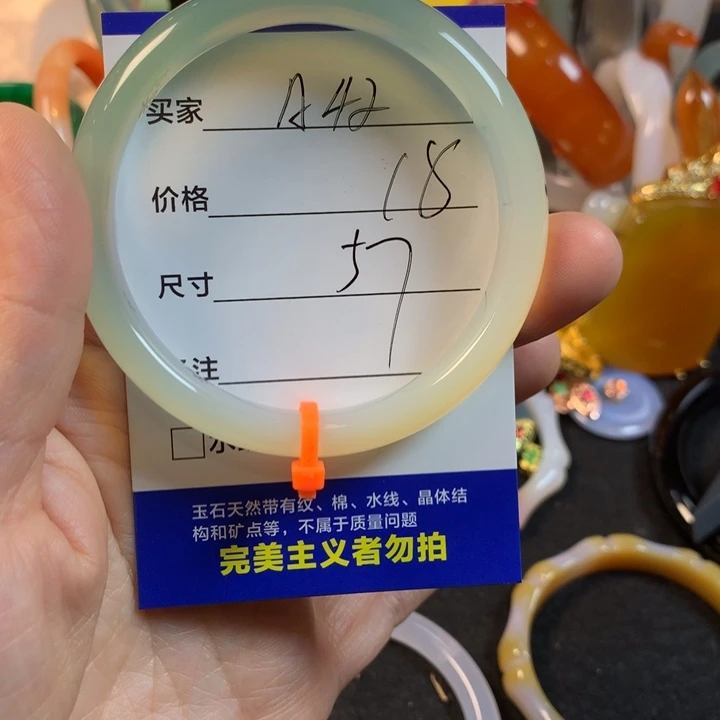 买家 A42
价格 18
尺寸 57
注
玉石天然带有纹、棉、水线、晶体结
构和矿点等，不属于质量问题
完美主义者勿拍